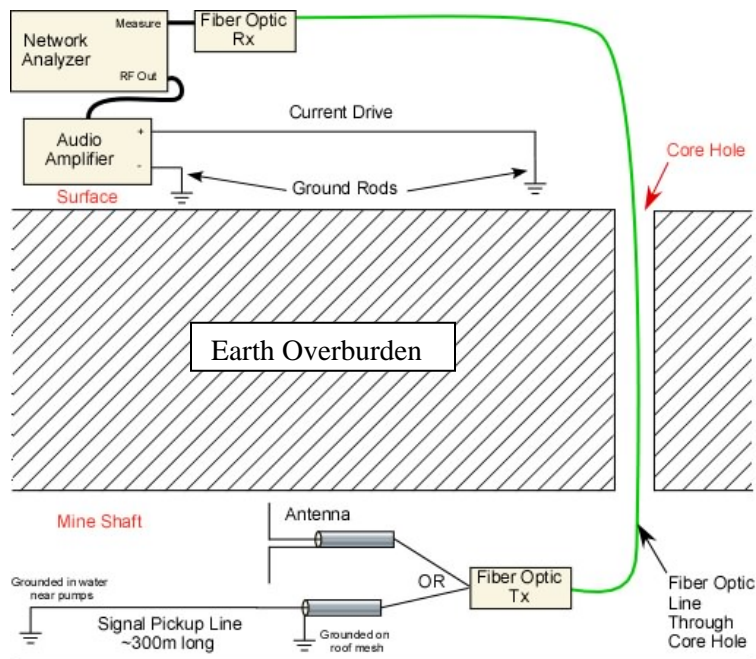 Measure
Network
Analyzer
RF Out
Fiber Optic
Rx
Audio
Amplifier
+
-
Current Drive
Ground Rods
Core Hole
Surface
Earth Overburden
Mine Shaft
Antenna
OR
Fiber Optic
Tx
Grounded in water
near pumps
Signal Pickup Line
~300m long
Grounded on
roof mesh
Fiber Optic
Line
Through
Core Hole